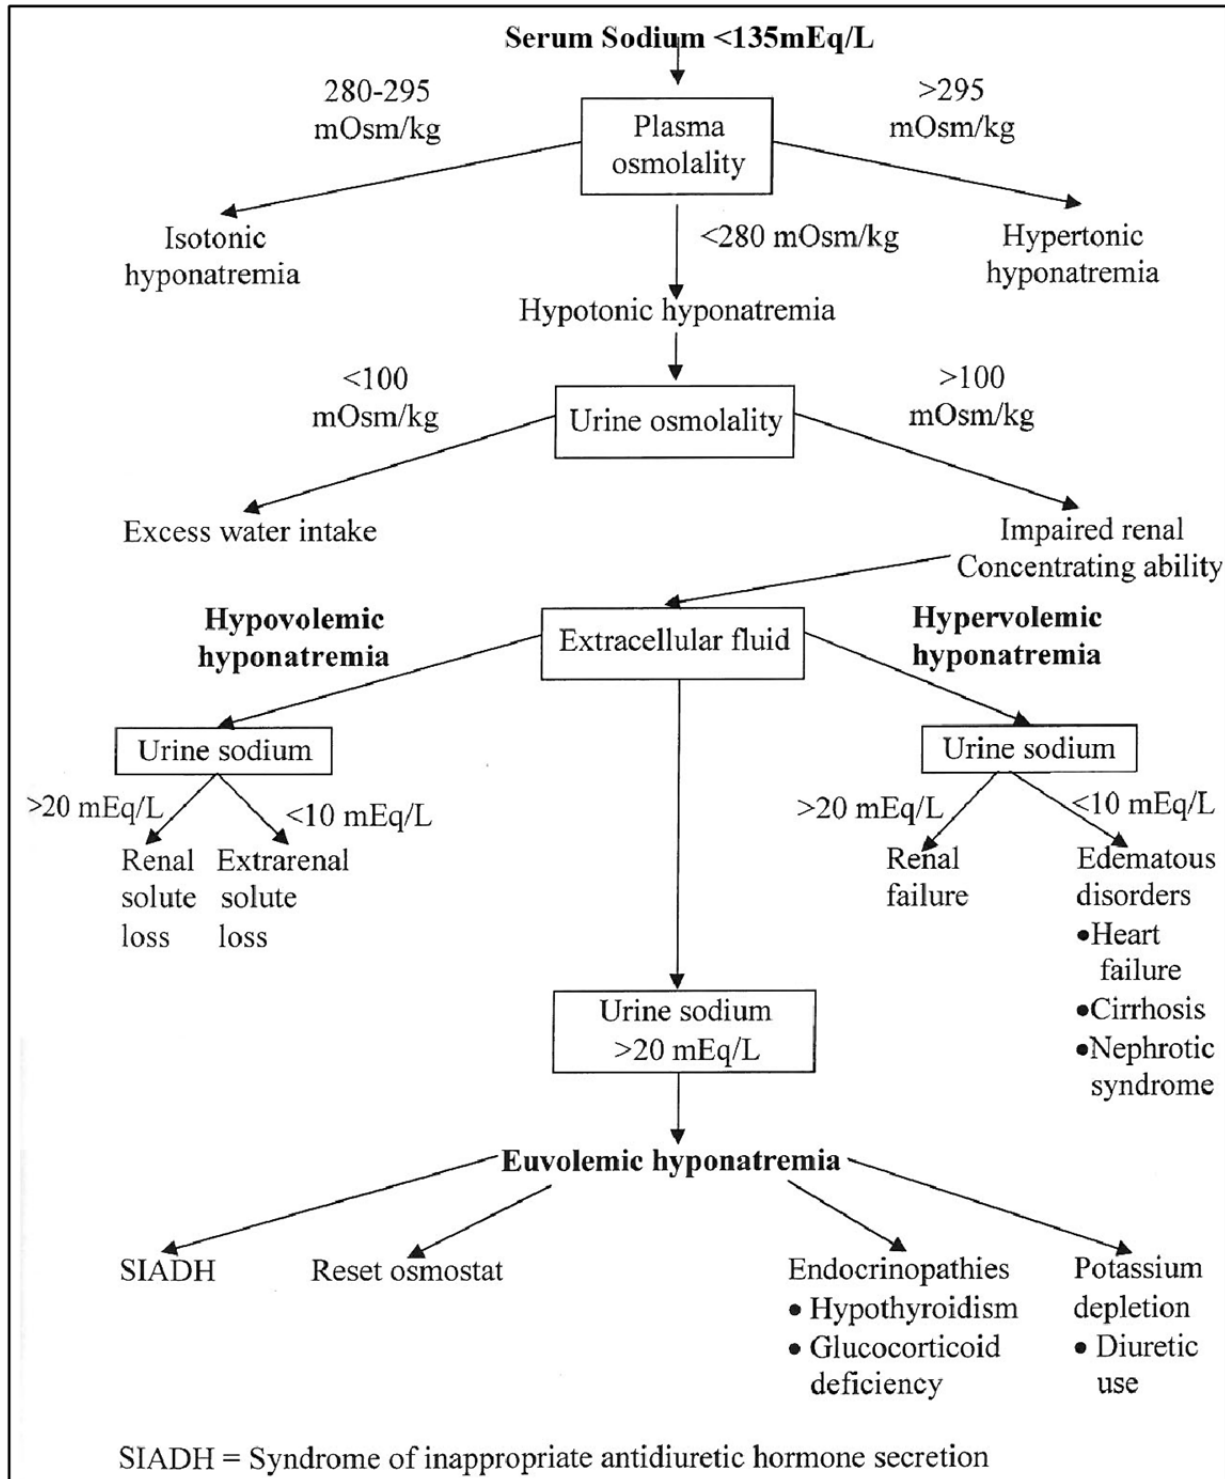 Serum Sodium <135mEq/L
280-295
mOsm/kg
>295
mOsm/kg
Plasma
osmolality
Isotonic
hyponatremia
<280 mOsm/kg
Hypertonic
hyponatremia
Hypotonic hyponatremia
<100
mOsm/kg
>100
mOsm/kg
Urine osmolality
Excess water intake
Impaired renal
Concentrating ability
Hypovolemic
hyponatremia
Extracellular fluid
Hypervolemic
hyponatremia
Urine sodium
Urine sodium
>20 mEq/L
<10 mEq/L
>20 mEq/L
<10 mEq/L
Renal
solute
loss
Extrarenal
solute
loss
Renal
failure
Edematous
disorders
•Heart
failure
•Cirrhosis
•Nephrotic
syndrome
Urine sodium
>20 mEq/L
Euvolemic hyponatremia
SIADH
Reset osmostat
Endocrinopathies
• Hypothyroidism
• Glucocorticoid
deficiency
Potassium
depletion
• Diuretic
use
SIADH = Syndrome of inappropriate antidiuretic hormone secretion